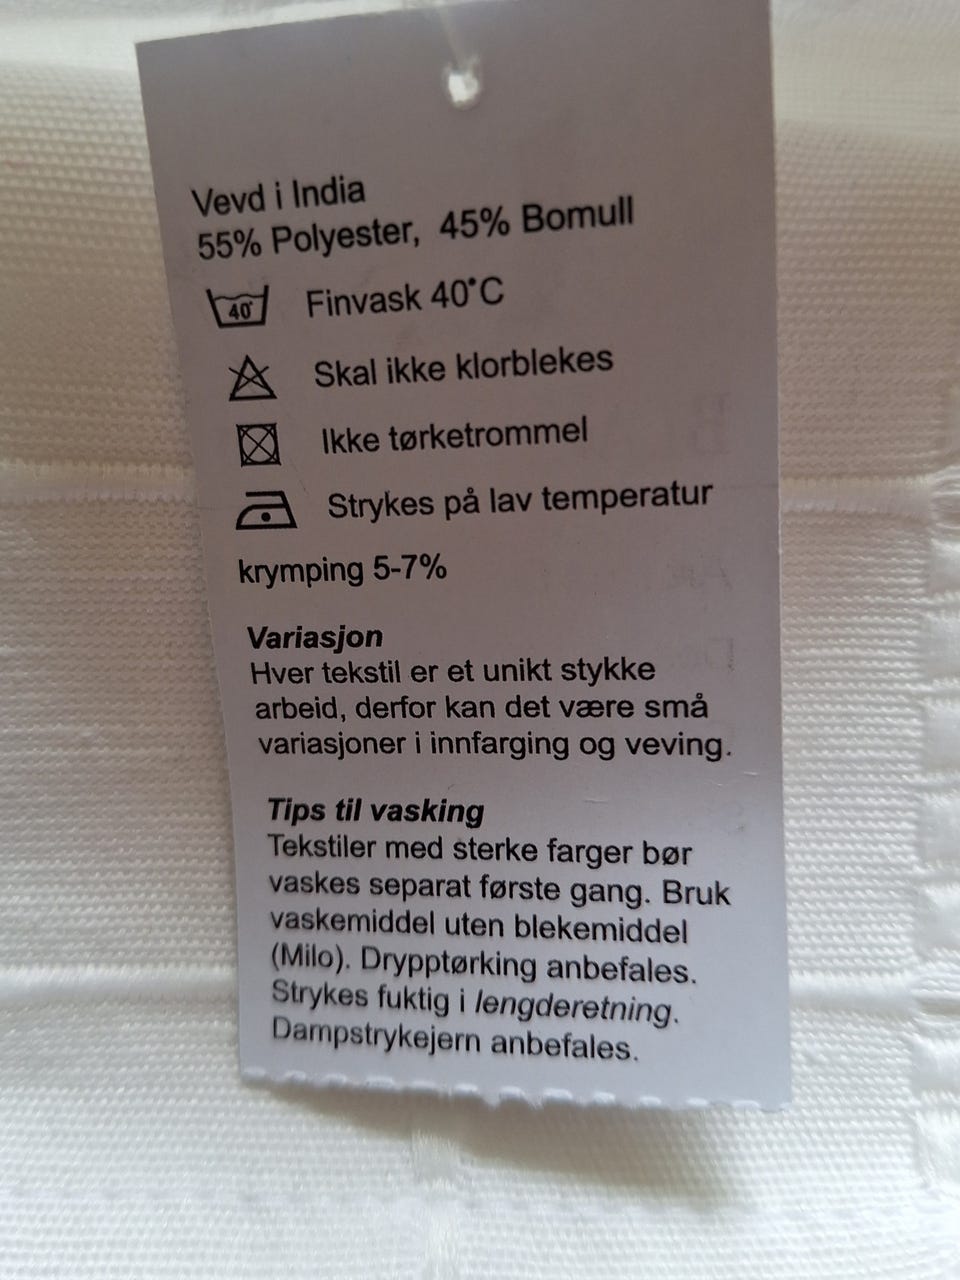 Vevd i India
55% Polyester, 45% Bomull
40° Finvask 40°C
Skal ikke klorblekes
Ikke tørketrommel
Strykes på lav temperatur
krymping 5-7%
Variasjon
Hver tekstil er et unikt stykke
arbeid, derfor kan det være små
variasjoner i innfarging og veving.
Tips til vasking
Tekstiler med sterke farger bør
vaskes separat første gang. Bruk
vaskemiddel uten blekemiddel
(Milo). Drypptørking anbefales.
Strykes fuktig i lengderetning.
Dampstrykejern anbefales.